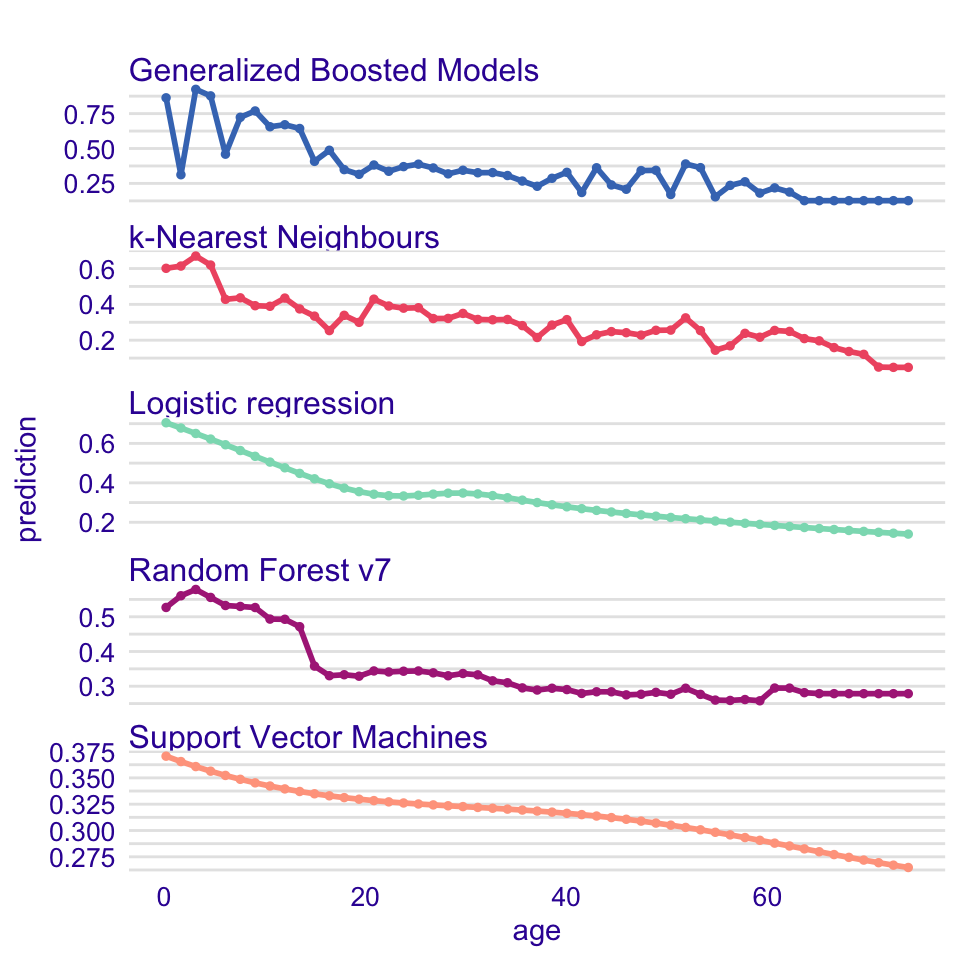 Generalized Boosted Models
0.75
0.50
0.25
k-Nearest Neighbours
0.6
0.4
0.2
Logistic regression
0.6
0.4
0.2
prediction
Random Forest v7
0.5
0.4
0.3
Support Vector Machines
0.375
0.350
0.325
0.300
0.275
0 20 40 60
age